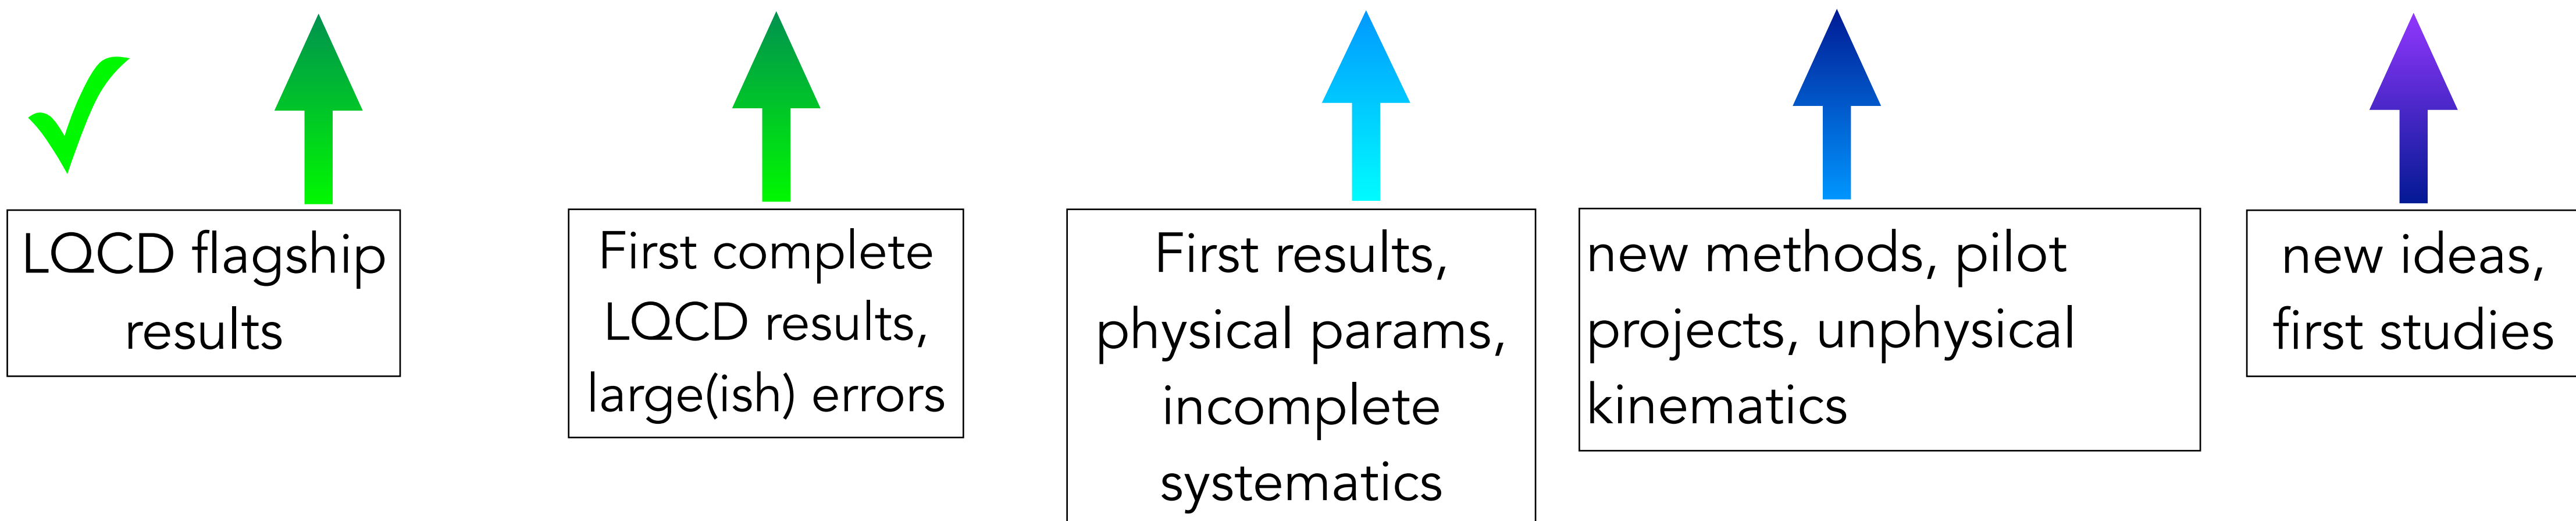 LQCD flagship
results
First complete
LQCD results,
large(ish) errors
First results,
physical params,
incomplete
systematics
new methods, pilot
projects, unphysical
kinematics
new ideas,
first studies